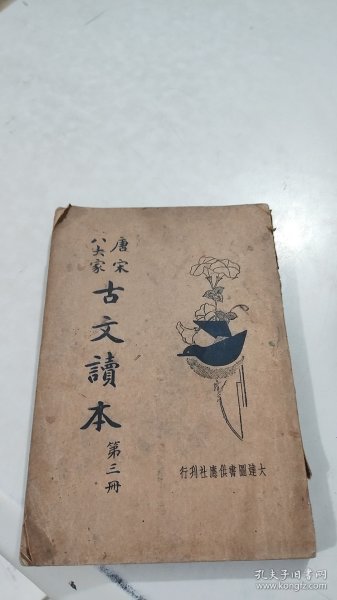 唐宋
八大家
古文讀本
第三冊
大達圖書供應社刋行
孔夫子旧书网